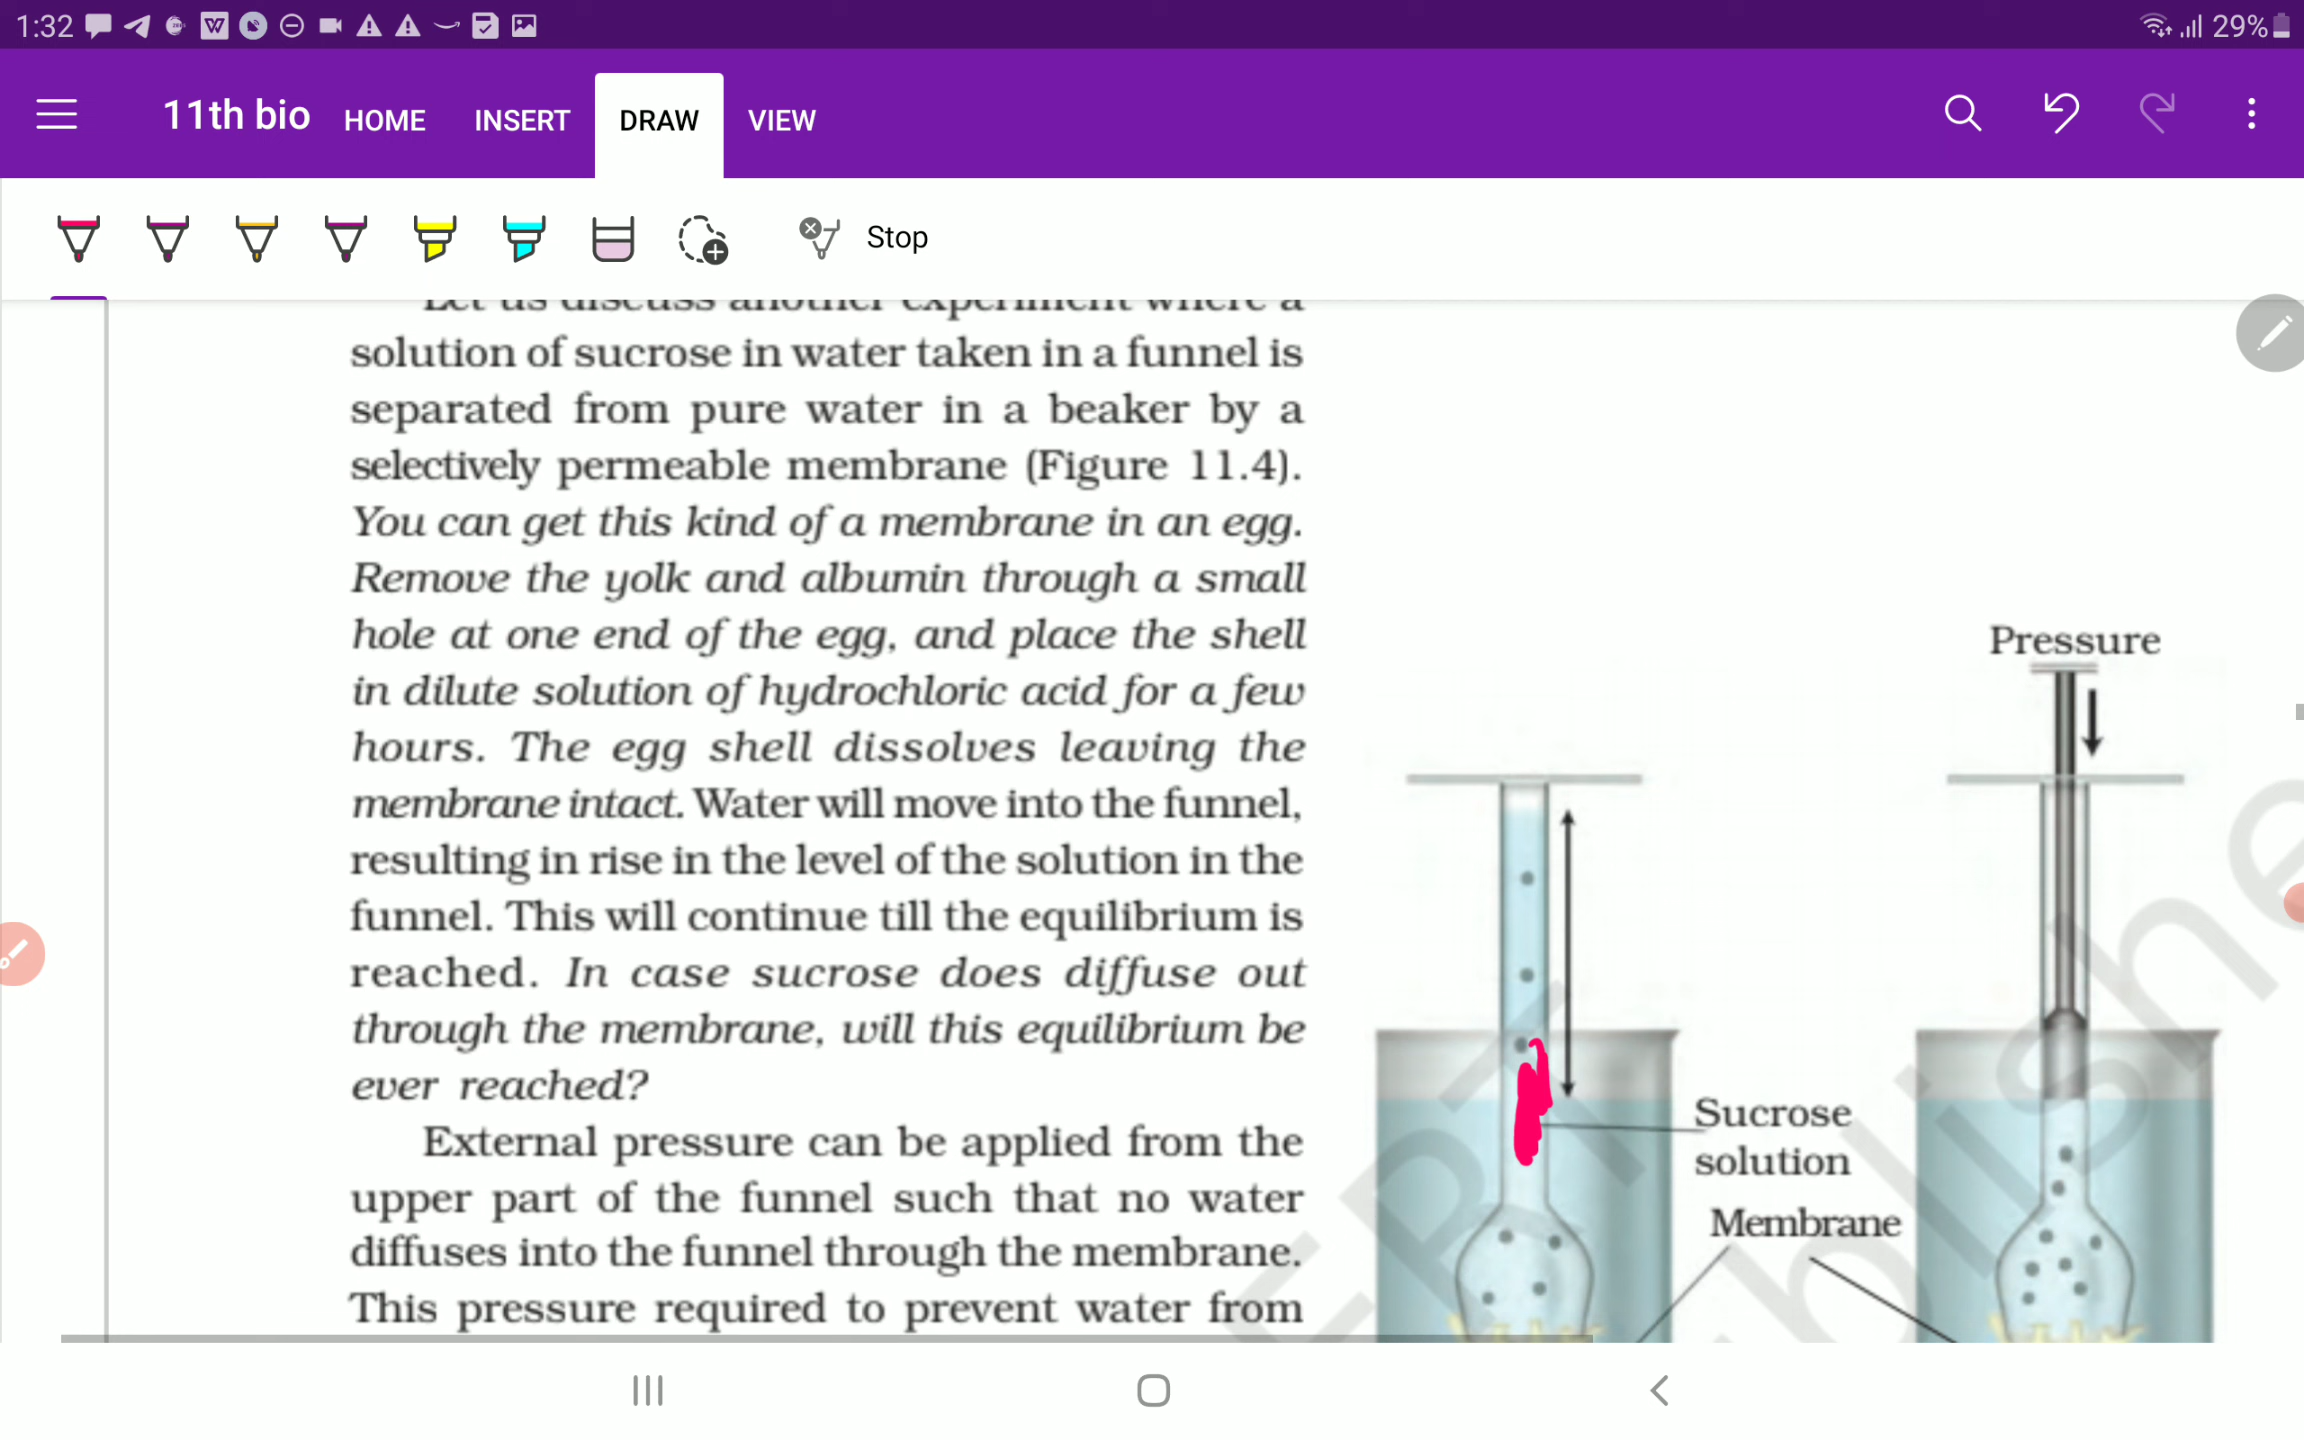 1:32
29%
11th bio HOME INSERT DRAW VIEW
Stop
Let us discuss another experiment where a
solution of sucrose in water taken in a funnel is
separated from pure water in a beaker by a
selectively permeable membrane (Figure 11.4).
You can get this kind of a membrane in an egg.
Remove the yolk and albumin through a small
hole at one end of the egg, and place the shell
in dilute solution of hydrochloric acid for a few
hours. The egg shell dissolves leaving the
membrane intact. Water will move into the funnel,
resulting in rise in the level of the solution in the
funnel. This will continue till the equilibrium is
reached. In case sucrose does diffuse out
through the membrane, will this equilibrium be
ever reached?
External pressure can be applied from the
upper part of the funnel such that no water
diffuses into the funnel through the membrane.
This pressure required to prevent water from
Pressure
Sucrose
solution
Membrane